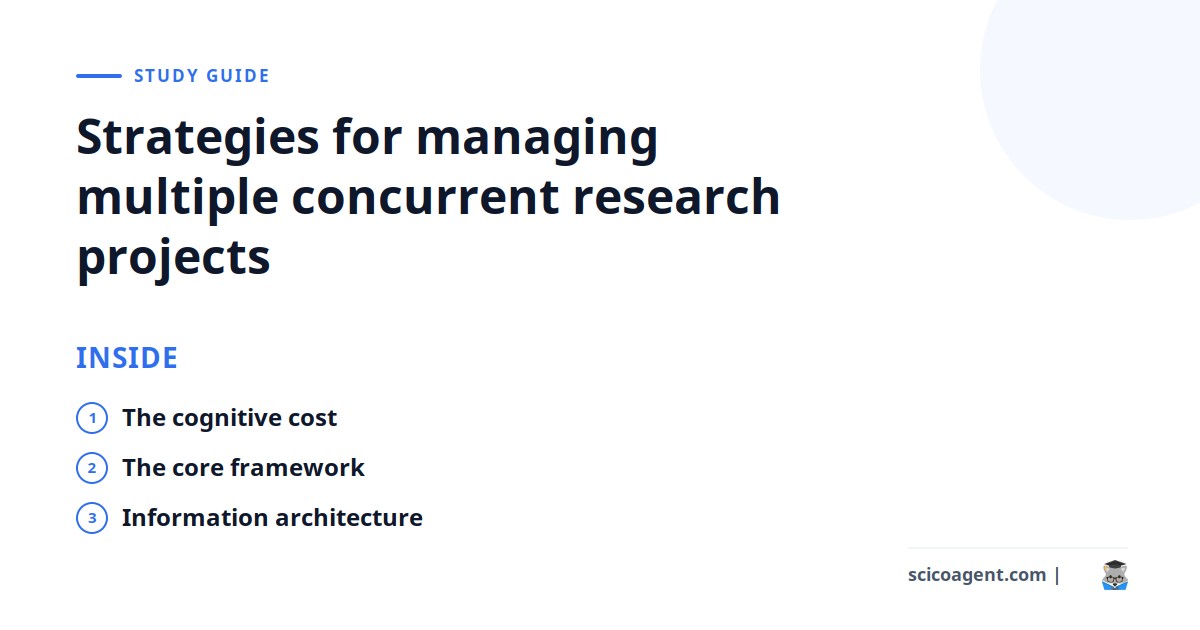 STUDY GUIDE
Strategies for managing
multiple concurrent research
projects
INSIDE
1 The cognitive cost
2 The core framework
3 Information architecture
scicoagent.com |